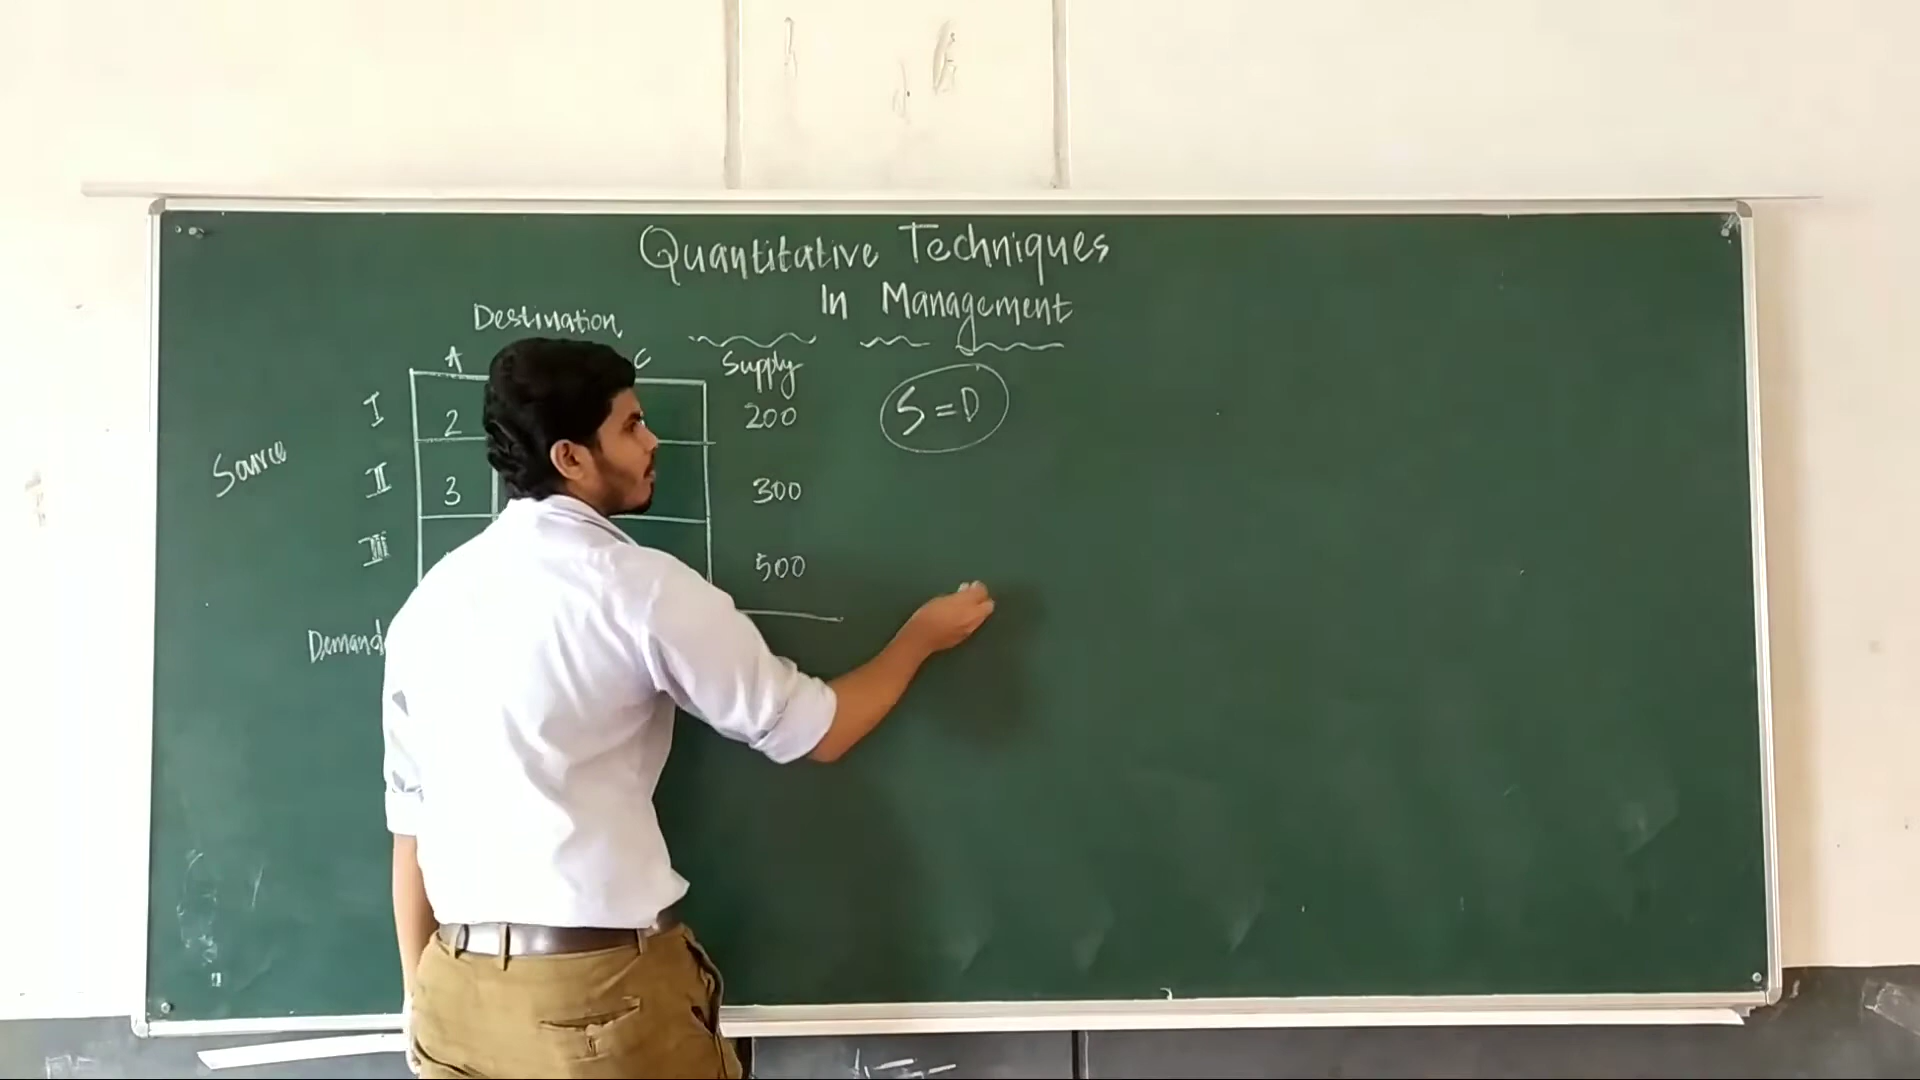 Quantitative Techniques
In Management
Destination
A C Supply
I 2 200
S=D
Source
II 3 300
III 500
Demand